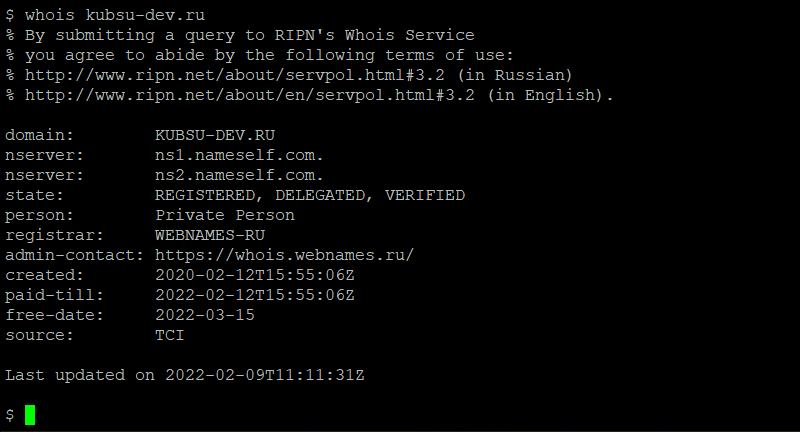 $ whois kubsu-dev.ru
% By submitting a query to RIPN's Whois Service
% you agree to abide by the following terms of use:
% http://www.ripn.net/about/servpol.html#3.2 (in Russian)
% http://www.ripn.net/about/en/servpol.html#3.2 (in English).

domain:        KUBSU-DEV.RU
nserver:       ns1.nameself.com.
nserver:       ns2.nameself.com.
state:         REGISTERED, DELEGATED, VERIFIED
person:        Private Person
registrar:     WEBNAMES-RU
admin-contact: https://whois.webnames.ru/
created:       2020-02-12T15:55:06Z
paid-till:     2022-02-12T15:55:06Z
free-date:     2022-03-15
source:        TCI

Last updated on 2022-02-09T11:11:31Z

$